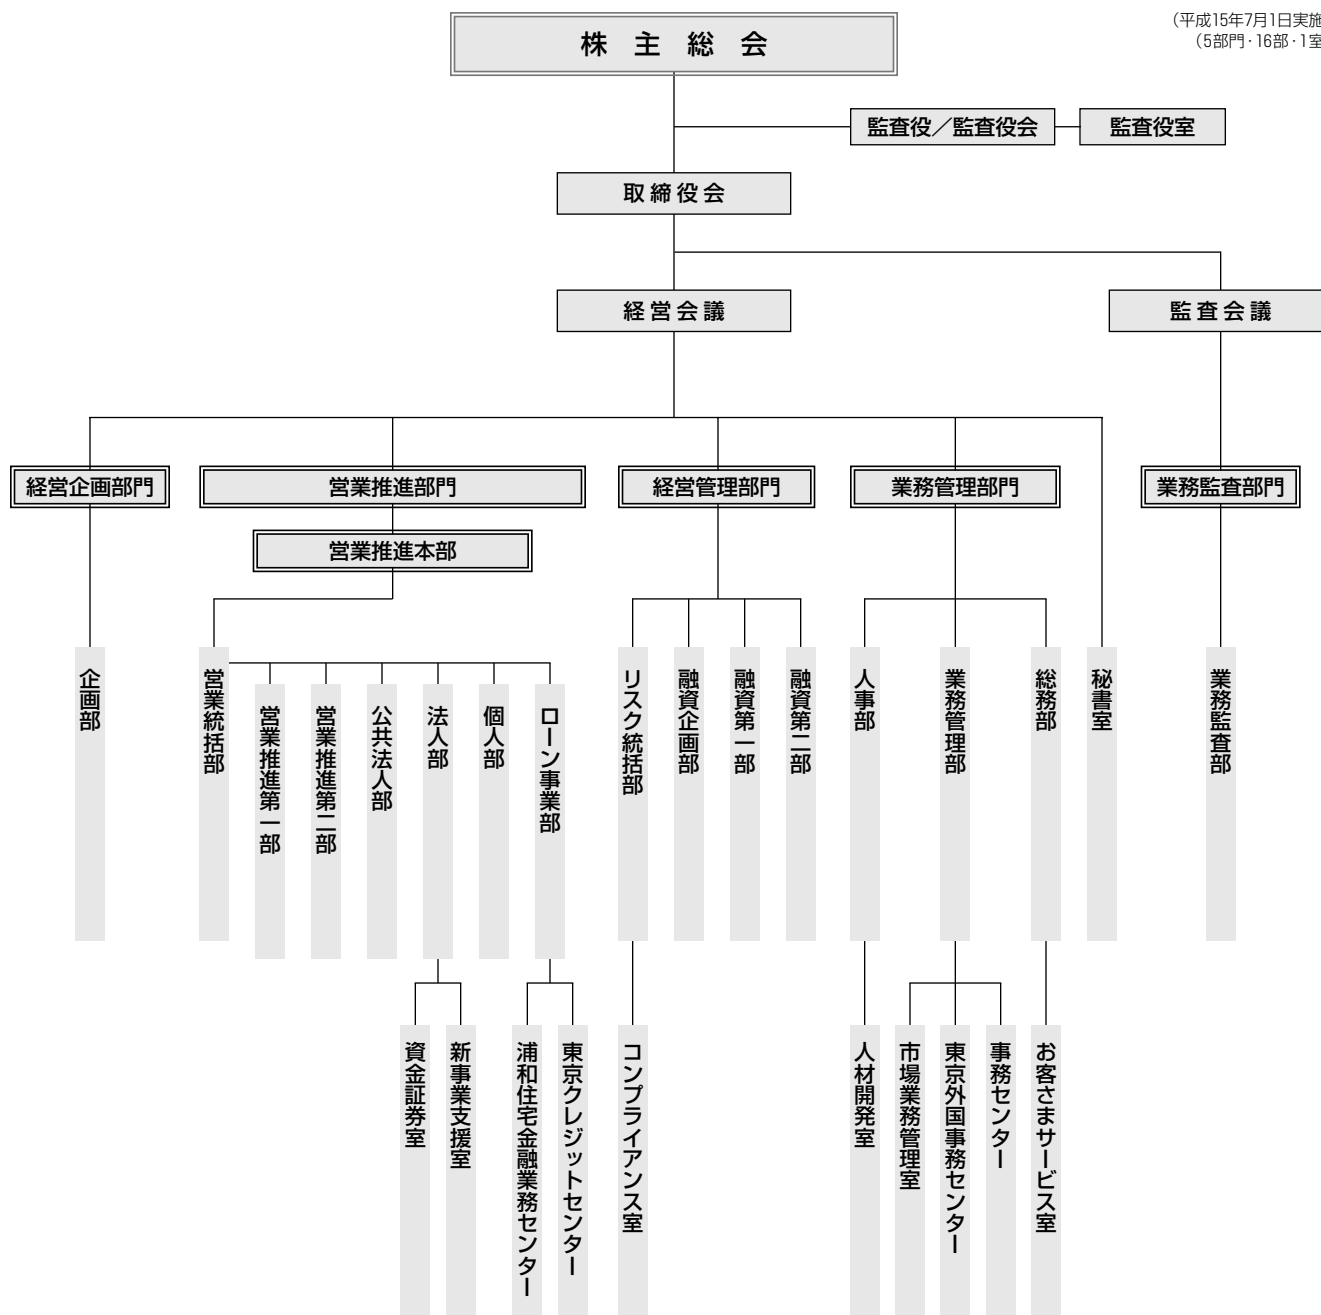 （平成15年7月1日実施
（5部門・16部・1室
株主総会
監査役／監査役会
監査役室
取締役会
経営会議
監査会議
経営企画部門
営業推進部門
経営管理部門
業務管理部門
業務監査部門
営業推進本部
企画部
営業統括部
営業推進第一部
営業推進第二部
公共法人部
法人部
個人部
ローン事業部
リスク統括部
融資企画部
融資第一部
融資第二部
人事部
業務管理部
総務部
秘書室
業務監査部
資金証券室
新事業支援室
浦和住宅金融業務センター
東京クレジットセンター
コンプライアンス室
人材開発室
市場業務管理室
東京外国事務センター
事務センター
お客さまサービス室